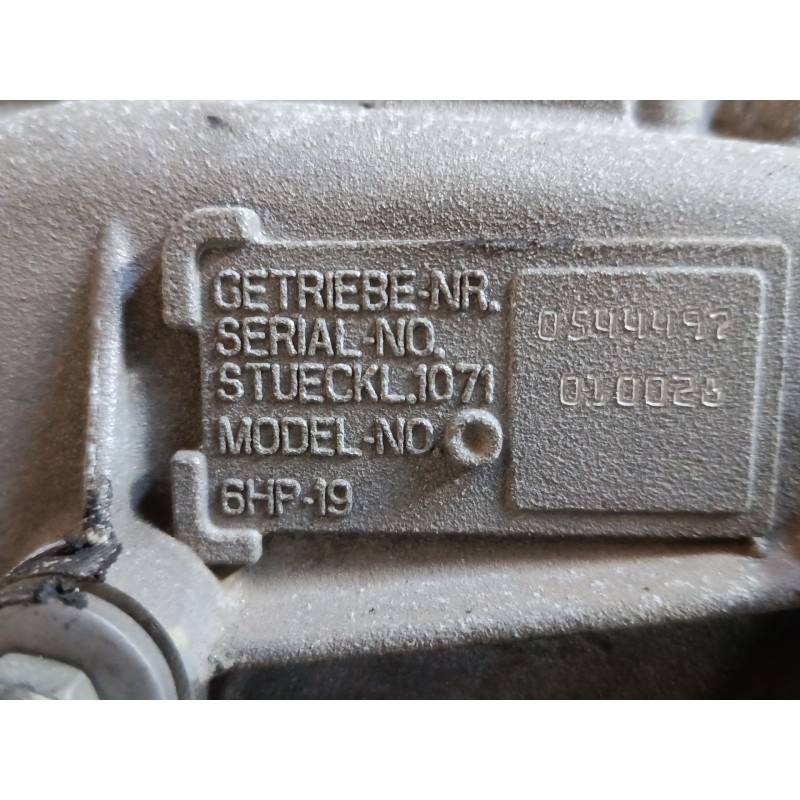 GETRIEBE-NR.
SERIAL-NO. 0544497
STUECKL.1071
MODEL-NO. 010026
6HP-19